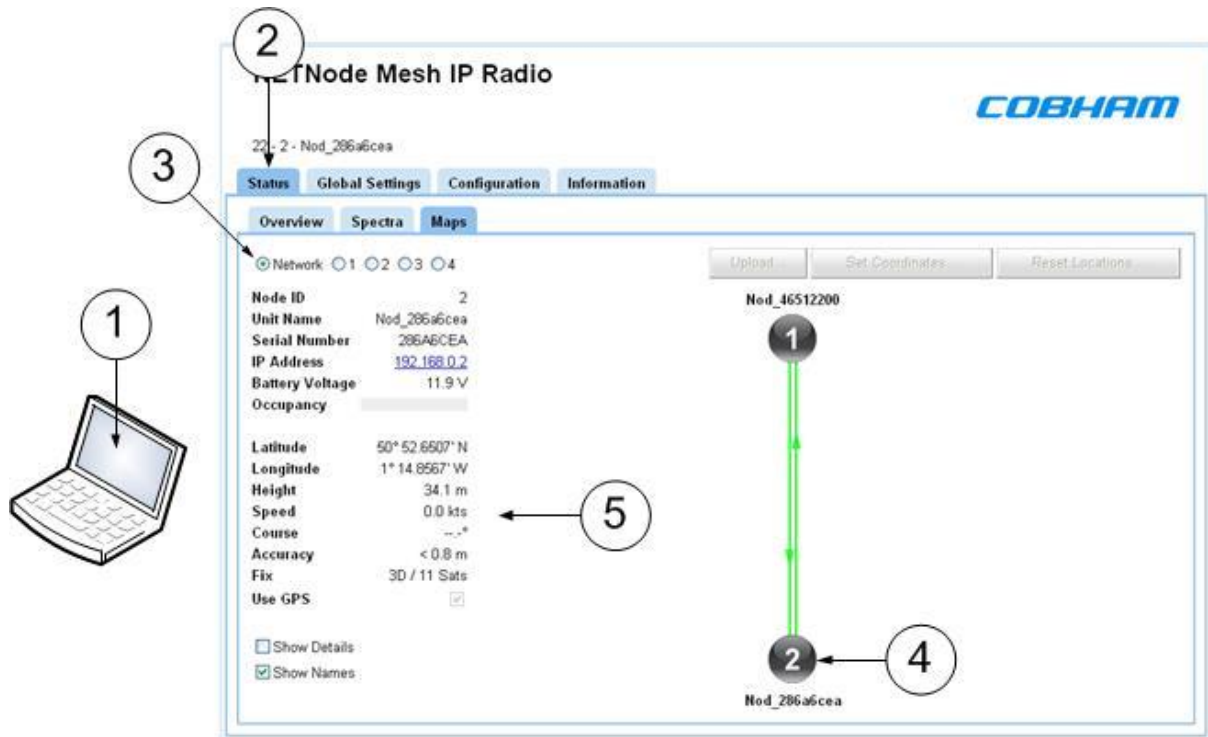 2
NETNode Mesh IP Radio
COBHAM
22 - 2 - Nod_286a6cea
3
Status Global Settings Configuration Information
Overview Spectra Maps
Network 1 2 3 4
Upload... Set Coordinates Reset Locations
Node ID 2
Unit Name Nod_286a6cea
Serial Number 286A6CEA
IP Address 192.168.0.2
Battery Voltage 11.9 V
Occupancy
Nod_46512200
1
1
Latitude 50° 52.6507' N
Longitude 1° 14.8567' W
Height 34.1 m
Speed 0.0 kts
Course --.-°
Accuracy < 0.8 m
Fix 3D / 11 Sats
Use GPS
5
Show Details
Show Names
2
4
Nod_286a6cea